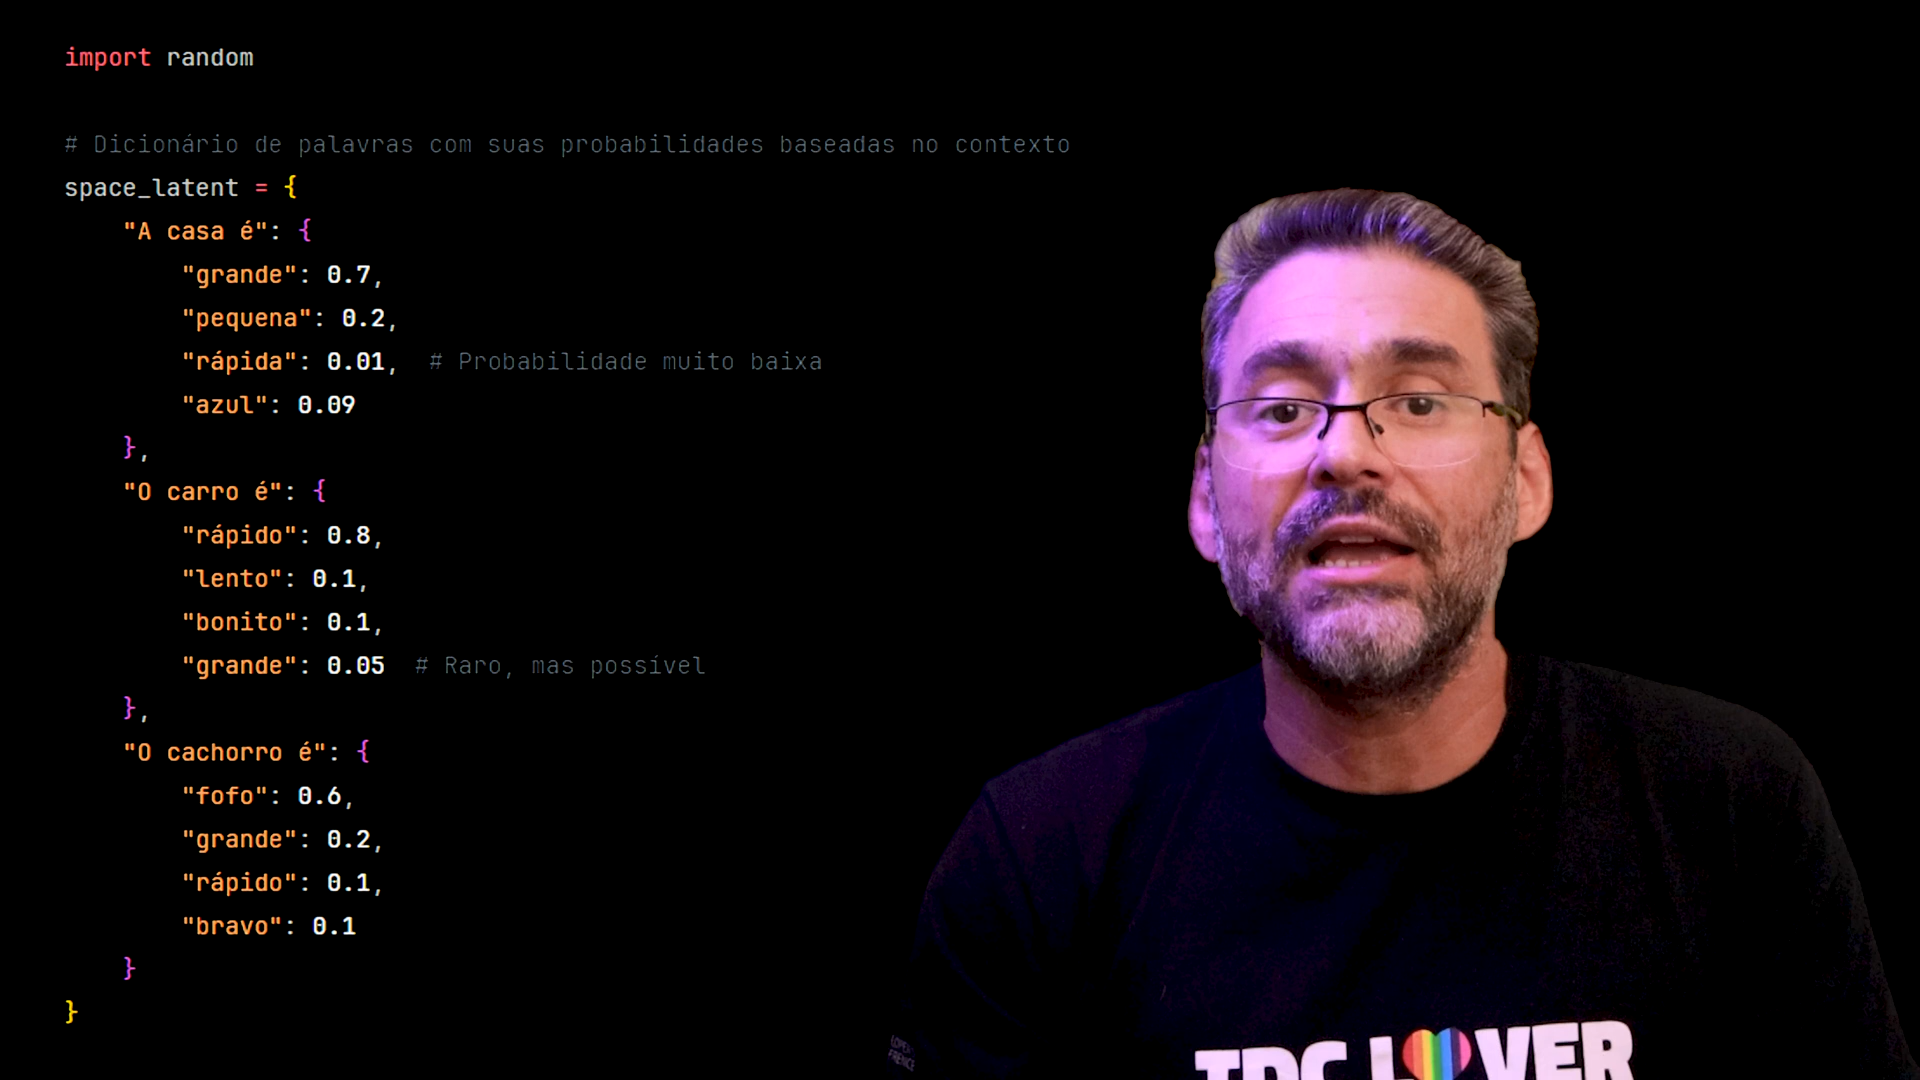 import random
# Dicionário de palavras com suas probabilidades baseadas no contexto
space_latent = {
"A casa é": {
"grande": 0.7,
"pequena": 0.2,
"rápida": 0.01, # Probabilidade muito baixa
"azul": 0.09
},
"O carro é": {
"rápido": 0.8,
"lento": 0.1,
"bonito": 0.1,
"grande": 0.05 # Raro, mas possível
},
"O cachorro é": {
"fofo": 0.6,
"grande": 0.2,
"rápido": 0.1,
"bravo": 0.1
}
}
TDC L VER